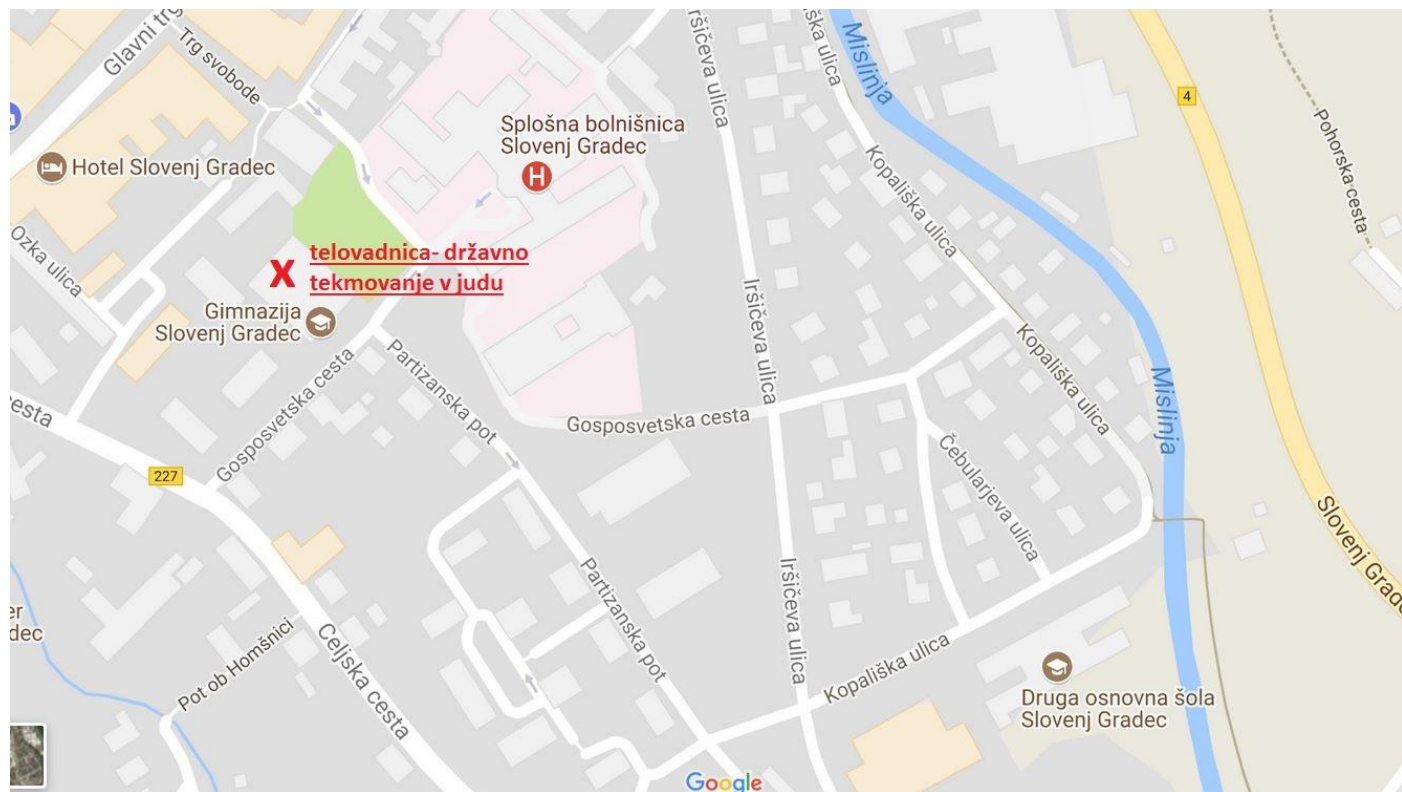 Glavni trg
Trg svobode
Iršičeva ulica
Mislinja
Kopališka ulica
4
Pohorska cesta
Splošna bolnišnica
Slovenj Gradec
H
Hotel Slovenj Gradec
Ozka ulica
X
telovadnica- državno
tekmovanje v judu
Gimnazija
Slovenj Gradec
Iršičeva ulica
Kopališka ulica
Mislinja
Partizanska pot
Gosposvetska cesta
Gosposvetska cesta
cesta
227
Čebularjeva ulica
Slovenj Grade
Partizanska pot
Iršičeva ulica
er
dec
Pot ob Homšnici
Celjska cesta
Kopališka ulica
Druga osnovna šola
Slovenj Gradec
Google